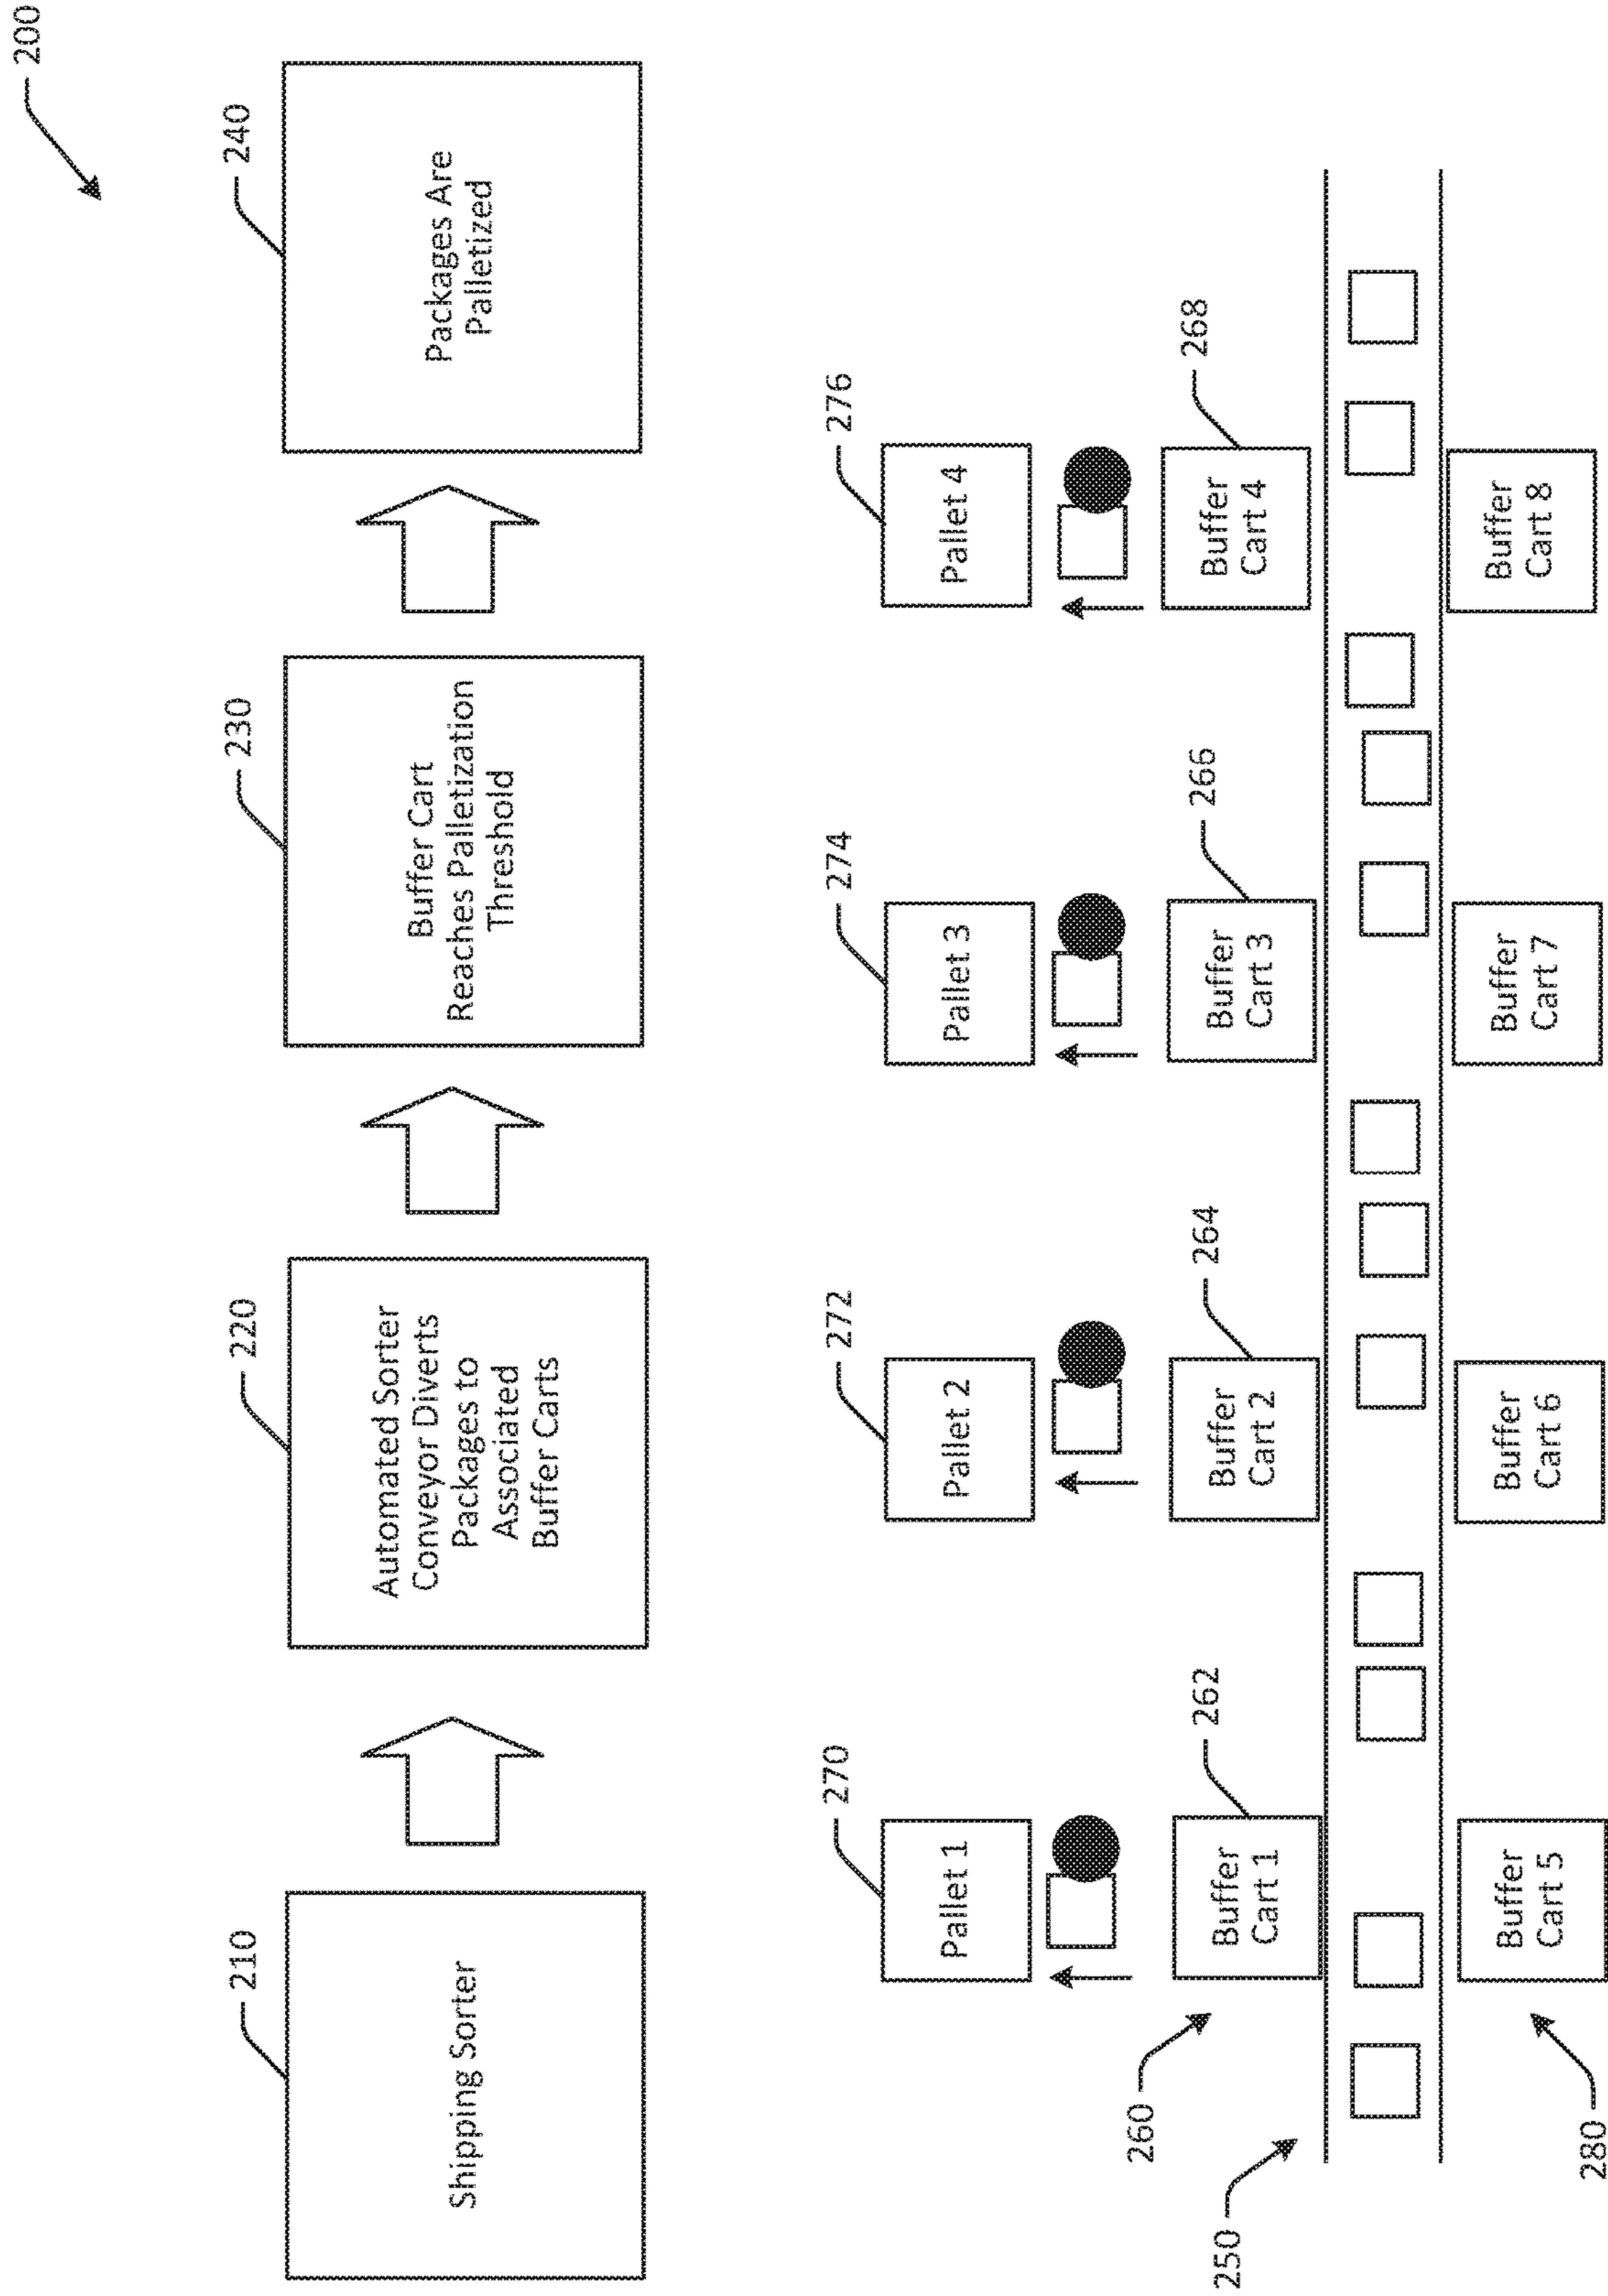 200
210
220
230
240
Shipping Sorter
Automated Sorter
Conveyor Diverts
Packages to
Associated
Buffer Carts
Buffer Cart
Reaches Palletization
Threshold
Packages Are
Palletized
270
272
274
276
Pallet 1
Pallet 2
Pallet 3
Pallet 4
260
262
264
266
268
Buffer
Cart 1
Buffer
Cart 2
Buffer
Cart 3
Buffer
Cart 4
250
Buffer
Cart 5
Buffer
Cart 6
Buffer
Cart 7
Buffer
Cart 8
280